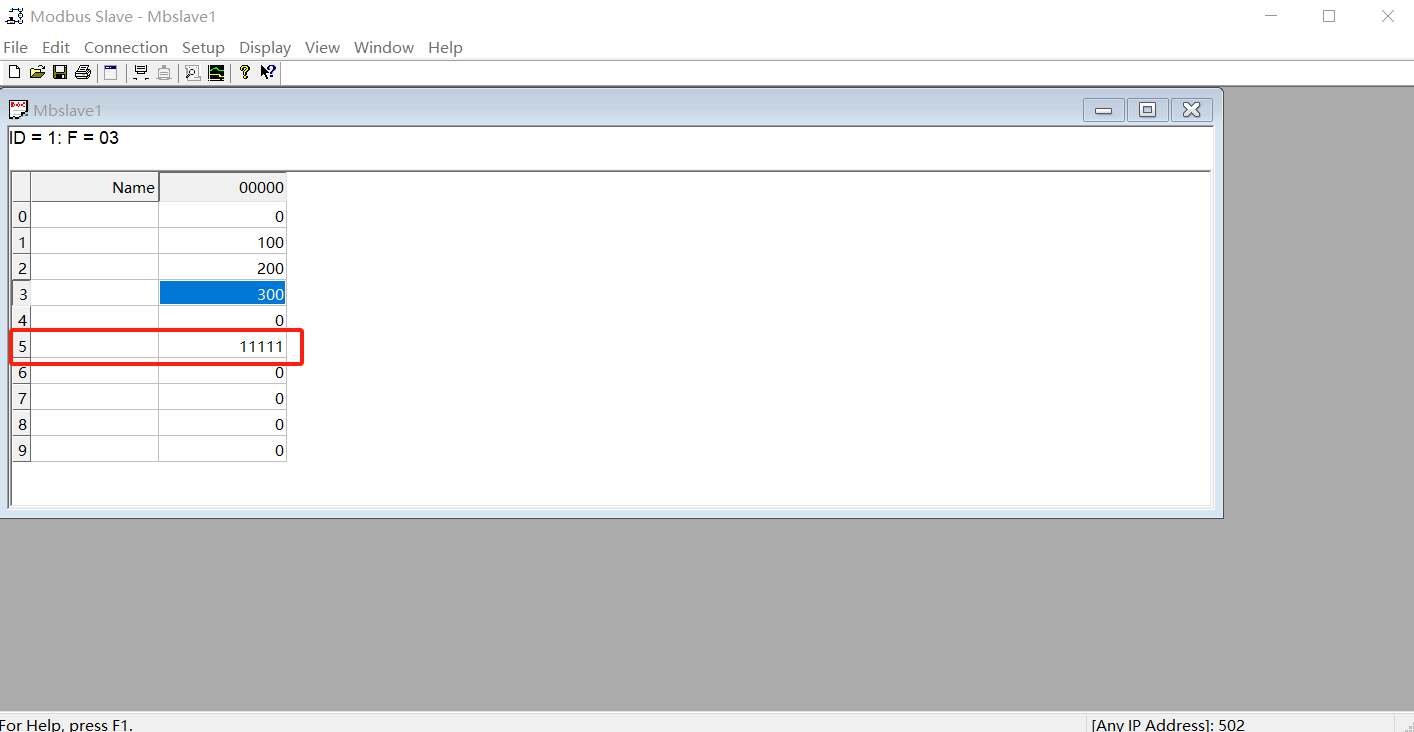 Modbus Slave - Mbslave1
File Edit Connection Setup Display View Window Help
Mbslave1
ID = 1: F = 03
Name 00000
0 0
1 100
2 200
3 300
4 0
5 11111
6 0
7 0
8 0
9 0
For Help, press F1. [Any IP Address]: 502